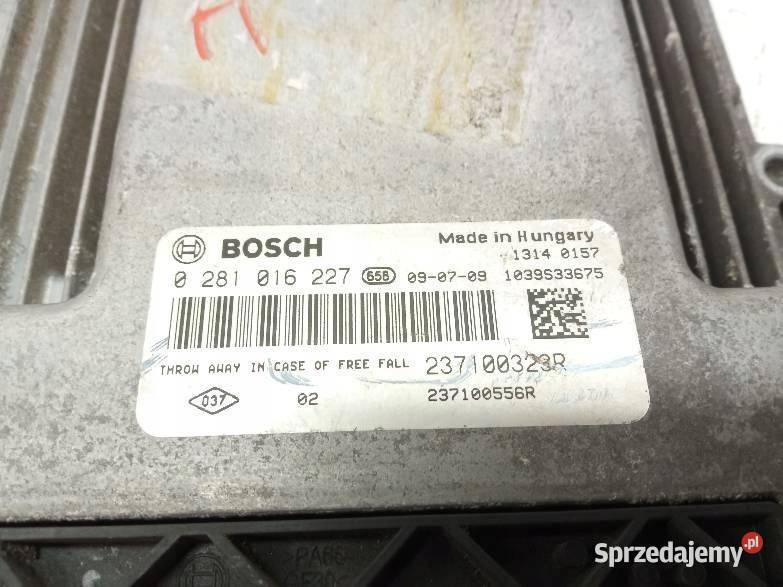 BOSCH
Made in Hungary
1314 0157
0 281 016 227 656 09-07-09 1039S33675
THROW AWAY IN CASE OF FREE FALL 237100323R
037 02 237100556R
Sprzedajemy.pl